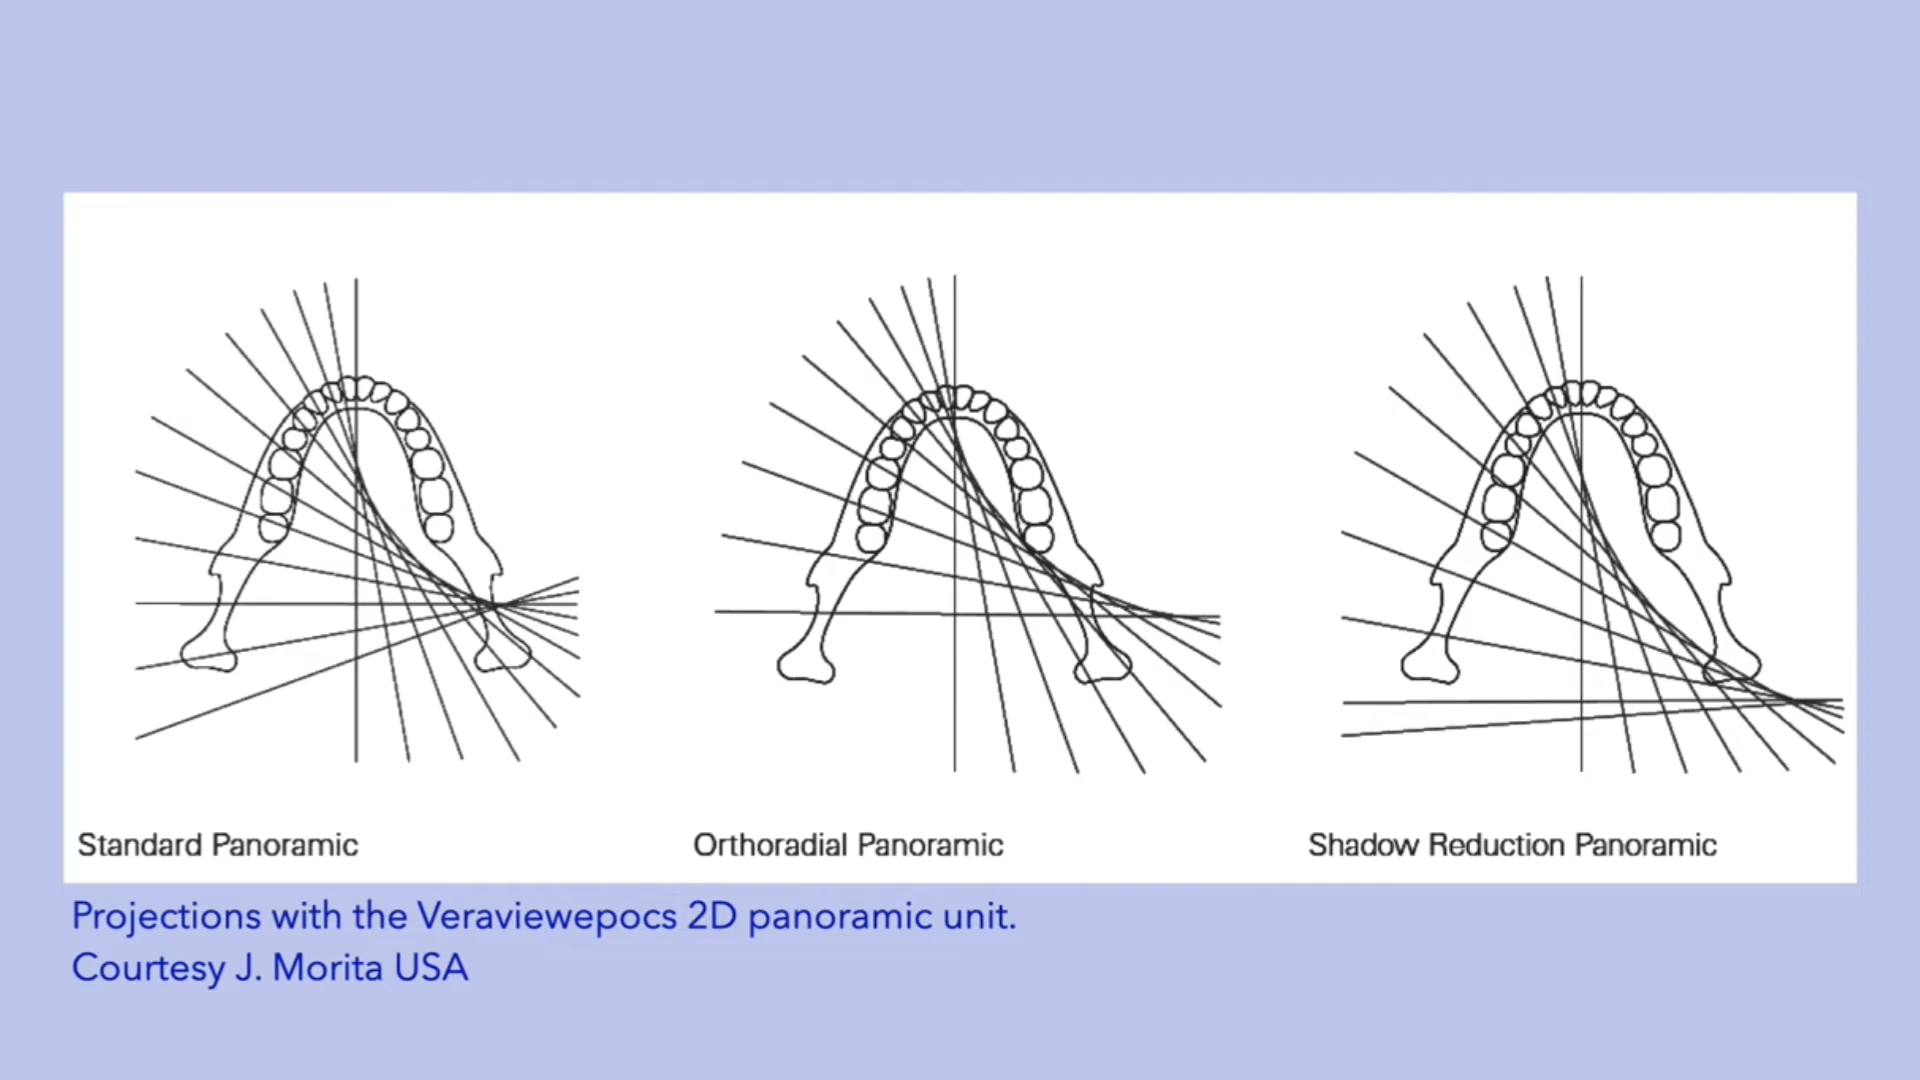 Standard Panoramic
Orthoradial Panoramic
Shadow Reduction Panoramic
Projections with the Veraviewepocs 2D panoramic unit.
Courtesy J. Morita USA